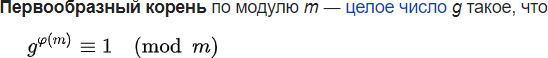 Первообразный корень по модулю m — целое число g такое, что
g^{φ(m)} ≡ 1 (mod m)